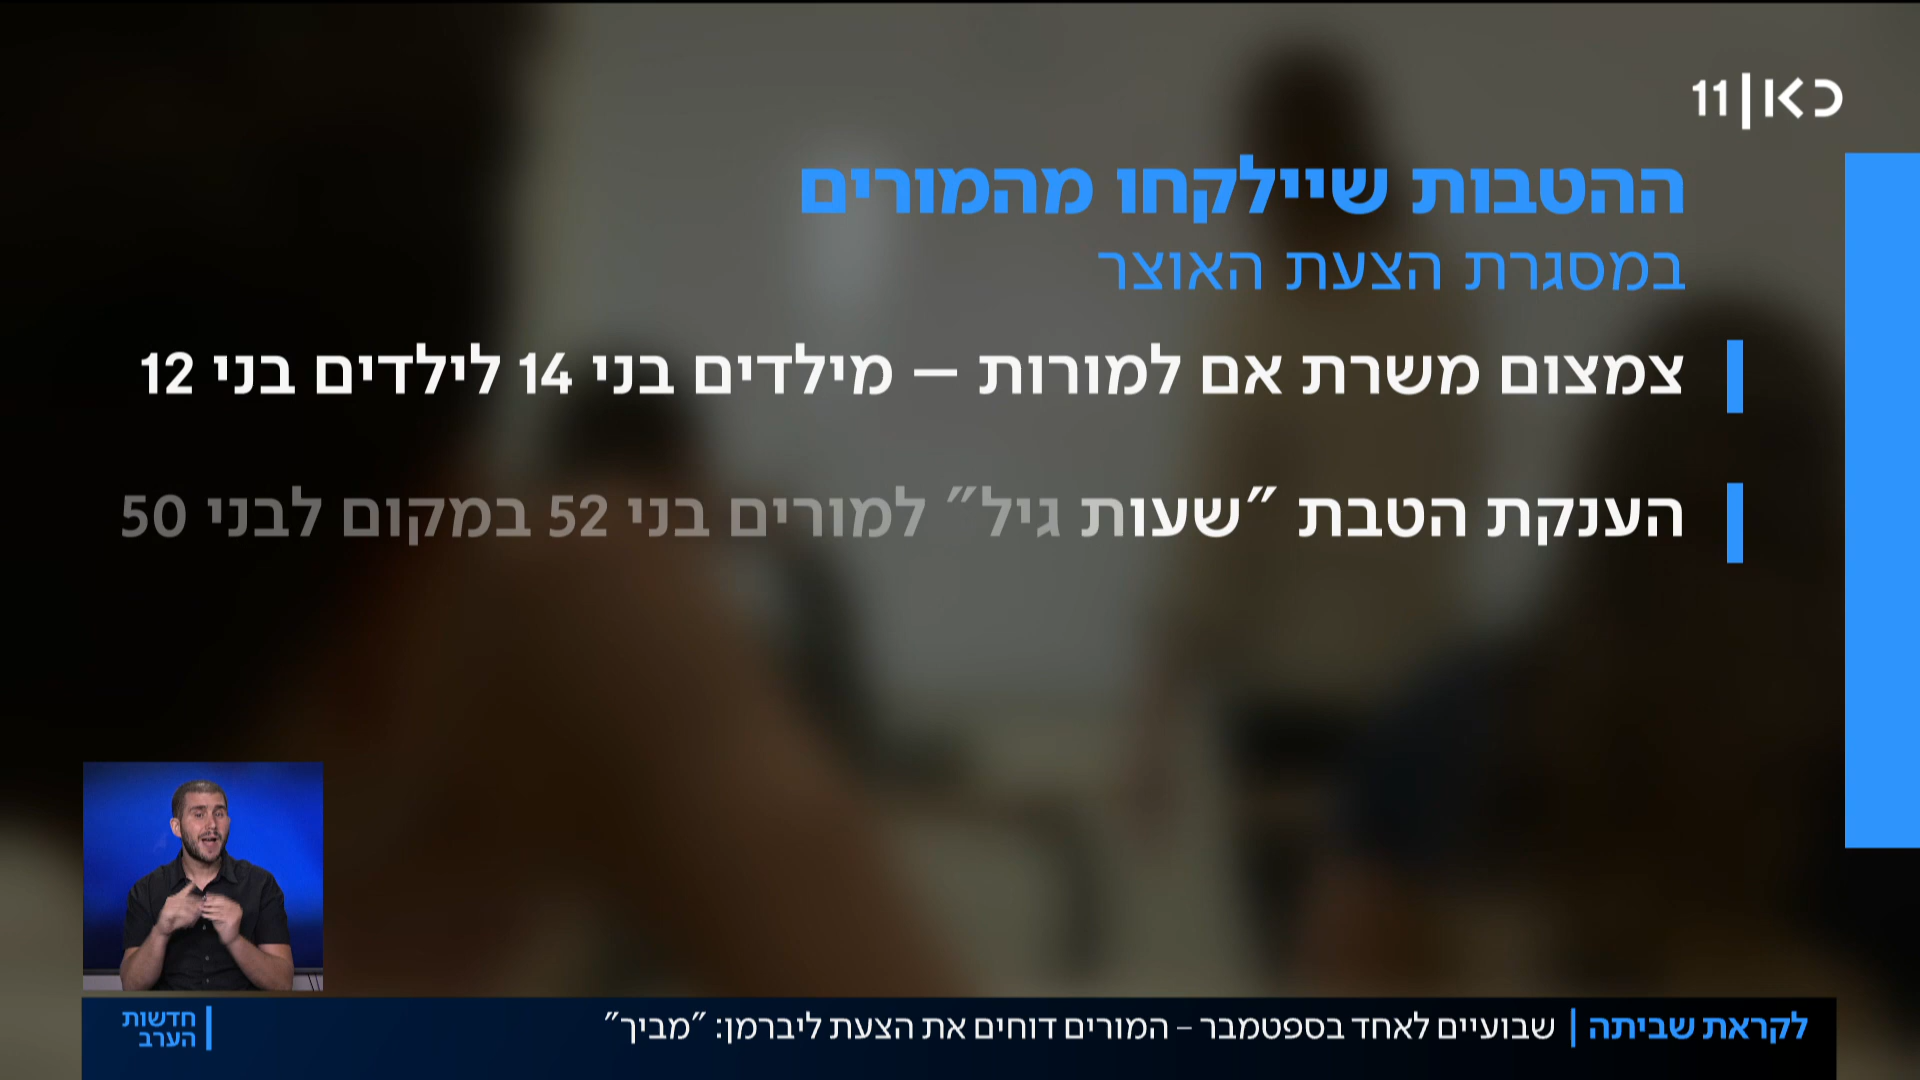 כאן|11
ההטבות שיילקחו מהמורים
במסגרת הצעת האוצר
צמצום משרת אם למורות – מילדים בני 14 לילדים בני 12
הענקת הטבת "שעות גיל" למורים בני 52 במקום לבני 50
לקראת שביתה | שבועיים לאחד בספטמבר – המורים דוחים את הצעת ליברמן: "מביך"
חדשות
הערב